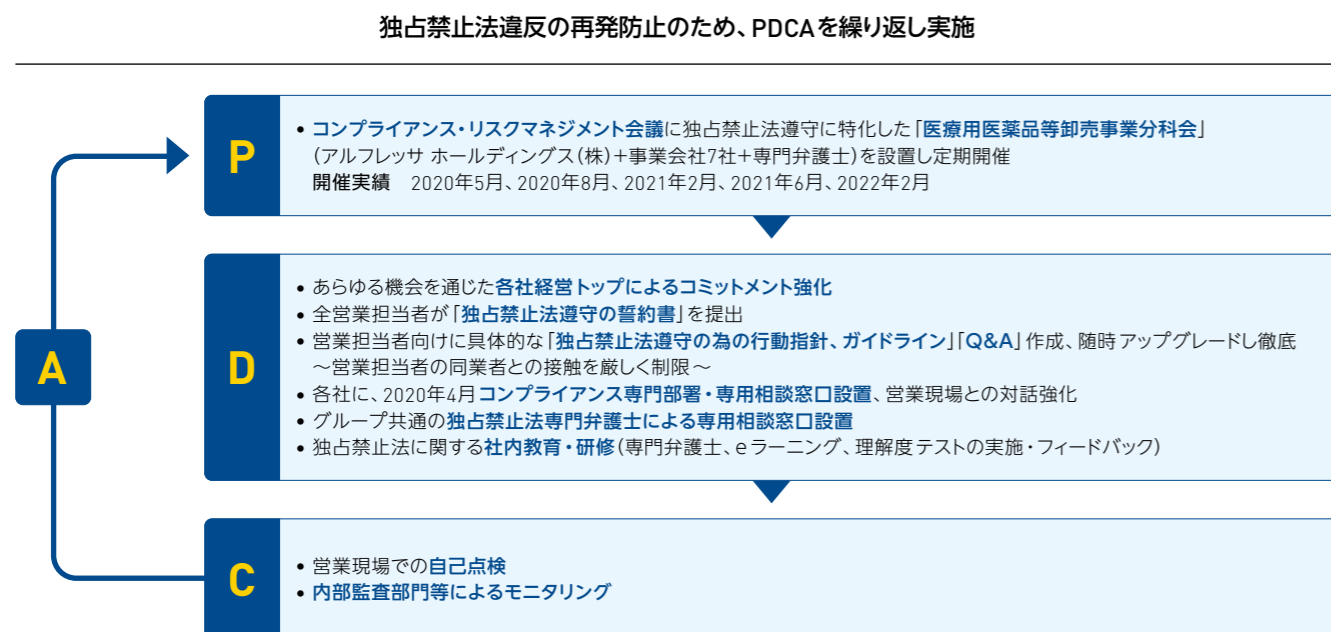 独占禁止法違反の再発防止のため、PDCAを繰り返し実施
P
• コンプライアンス・リスクマネジメント会議に独占禁止法遵守に特化した「医療用医薬品等卸売事業分科会」
（アルフレッサ ホールディングス（株）＋事業会社7社＋専門弁護士）を設置し定期開催
開催実績　2020年5月、2020年8月、2021年2月、2021年6月、2022年2月
A
D
• あらゆる機会を通じた各社経営トップによるコミットメント強化
• 全営業担当者が「独占禁止法遵守の誓約書」を提出
• 営業担当者向けに具体的な「独占禁止法遵守の為の行動指針、ガイドライン」「Q&A」作成、随時アップグレードし徹底
～営業担当者の同業者との接触を厳しく制限～
• 各社に、2020年4月コンプライアンス専門部署・専用相談窓口設置、営業現場との対話強化
• グループ共通の独占禁止法専門弁護士による専用相談窓口設置
• 独占禁止法に関する社内教育・研修（専門弁護士、eラーニング、理解度テストの実施・フィードバック）
C
• 営業現場での自己点検
• 内部監査部門等によるモニタリング